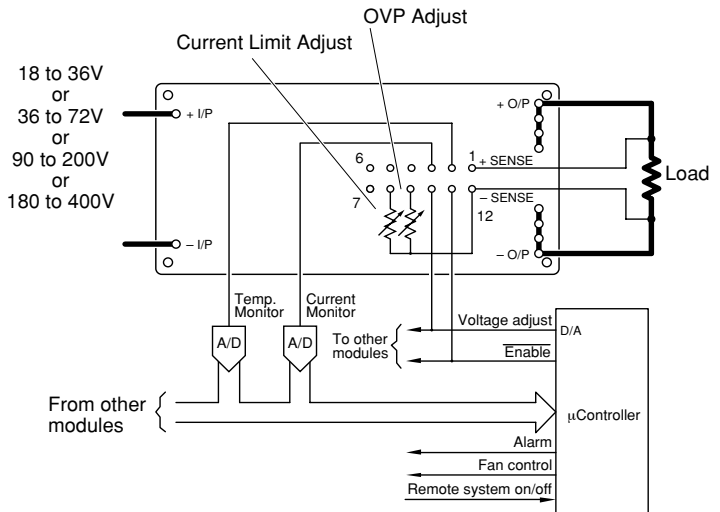 OVP Adjust
Current Limit Adjust
18 to 36V
or
36 to 72V
or
90 to 200V
or
180 to 400V
+ I/P
– I/P
+ O/P
– O/P
6
1
+ SENSE
7
– SENSE
12
Load
Temp.
Monitor
Current
Monitor
A/D
A/D
To other
modules
Voltage adjust
D/A
Enable
From other
modules
µController
Alarm
Fan control
Remote system on/off